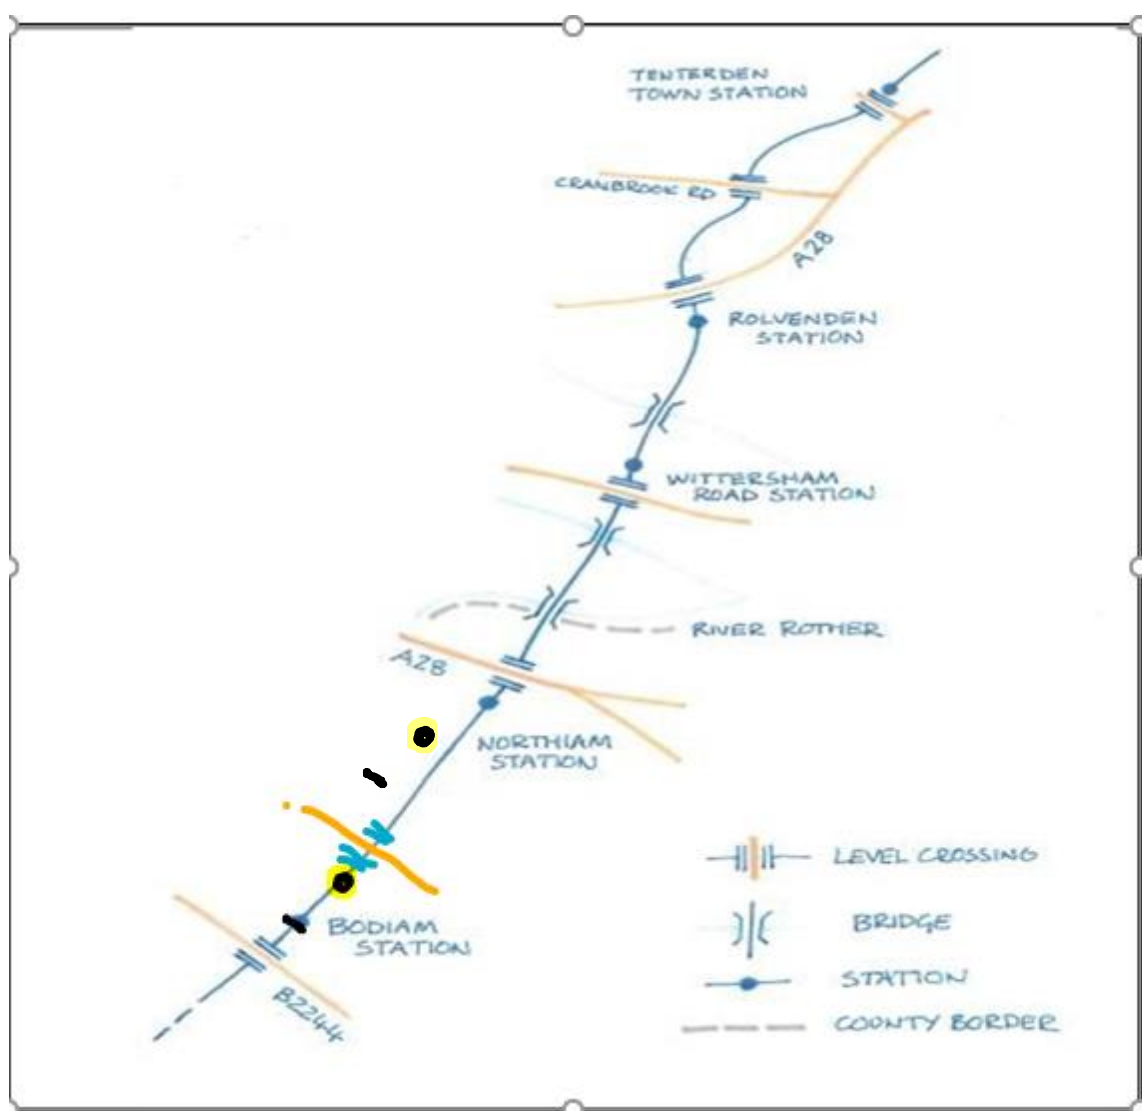 TENTERDEN
TOWN STATION
CRANBROOK RD
A28
ROLVENDEN
STATION
WITTERSHAM
ROAD STATION
RIVER ROTHER
A28
NORTHIAM
STATION
LEVEL CROSSING
BODIAM
STATION
BRIDGE
STATION
B2244
COUNTY BORDER